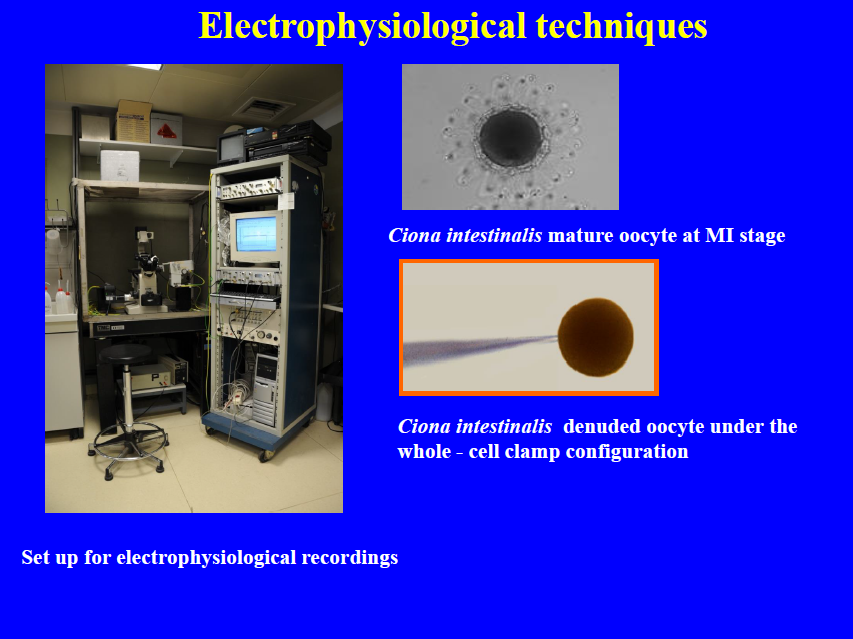 Electrophysiological techniques
Ciona intestinalis mature oocyte at MI stage
Ciona intestinalis  denuded oocyte under the
whole - cell clamp configuration
Set up for electrophysiological recordings